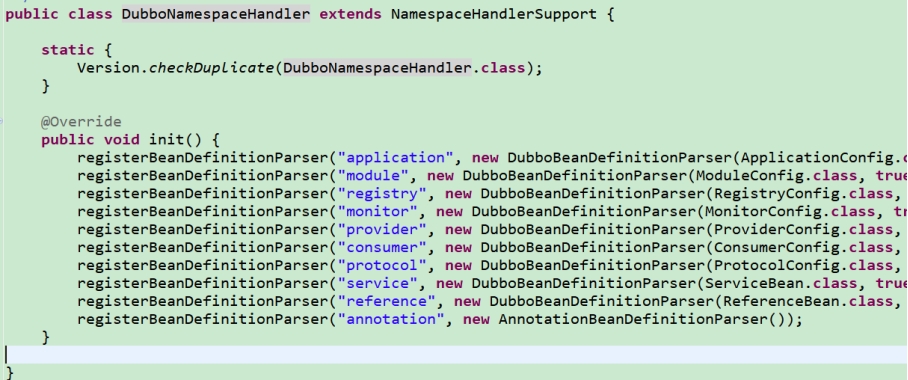 public class DubboNamespaceHandler extends NamespaceHandlerSupport {
static {
Version.checkDuplicate(DubboNamespaceHandler.class);
}
@Override
public void init() {
registerBeanDefinitionParser("application", new DubboBeanDefinitionParser(ApplicationConfig.c
registerBeanDefinitionParser("module", new DubboBeanDefinitionParser(ModuleConfig.class, true
registerBeanDefinitionParser("registry", new DubboBeanDefinitionParser(RegistryConfig.class,
registerBeanDefinitionParser("monitor", new DubboBeanDefinitionParser(MonitorConfig.class, tr
registerBeanDefinitionParser("provider", new DubboBeanDefinitionParser(ProviderConfig.class,
registerBeanDefinitionParser("consumer", new DubboBeanDefinitionParser(ConsumerConfig.class,
registerBeanDefinitionParser("protocol", new DubboBeanDefinitionParser(ProtocolConfig.class,
registerBeanDefinitionParser("service", new DubboBeanDefinitionParser(ServiceBean.class, true
registerBeanDefinitionParser("reference", new DubboBeanDefinitionParser(ReferenceBean.class,
registerBeanDefinitionParser("annotation", new AnnotationBeanDefinitionParser());
}
}